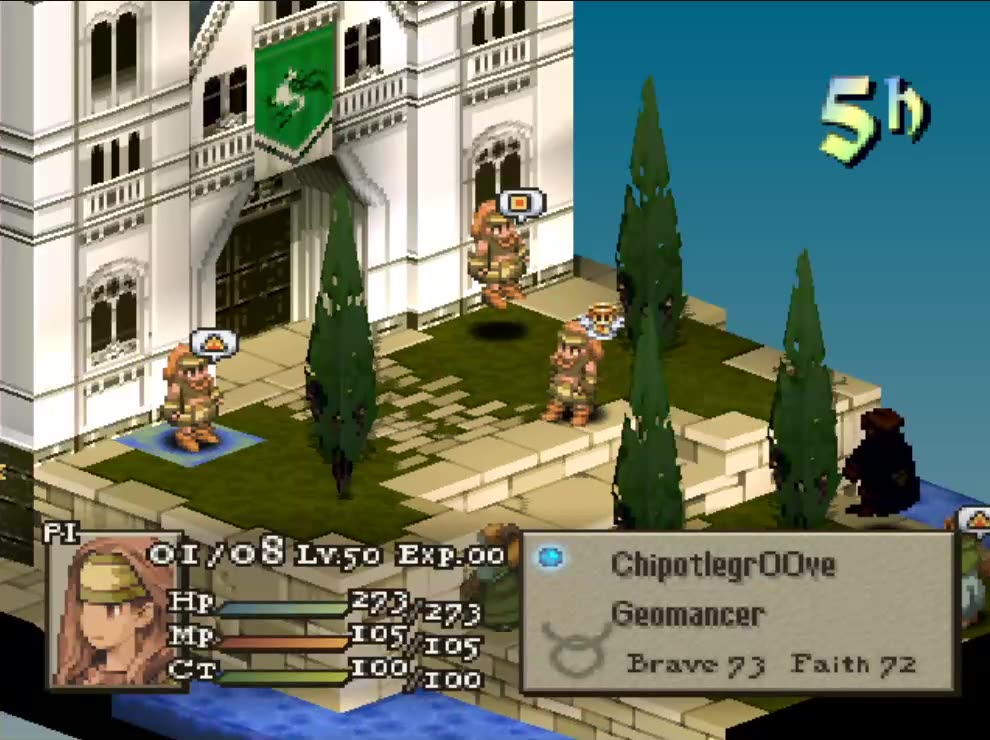 5h
P1
01/08 Lv.50 Exp.00
Hp 273/273
Mp 105/105
CT 100/100
Chipotlegr00ve
Geomancer
Brave 73 Faith 72